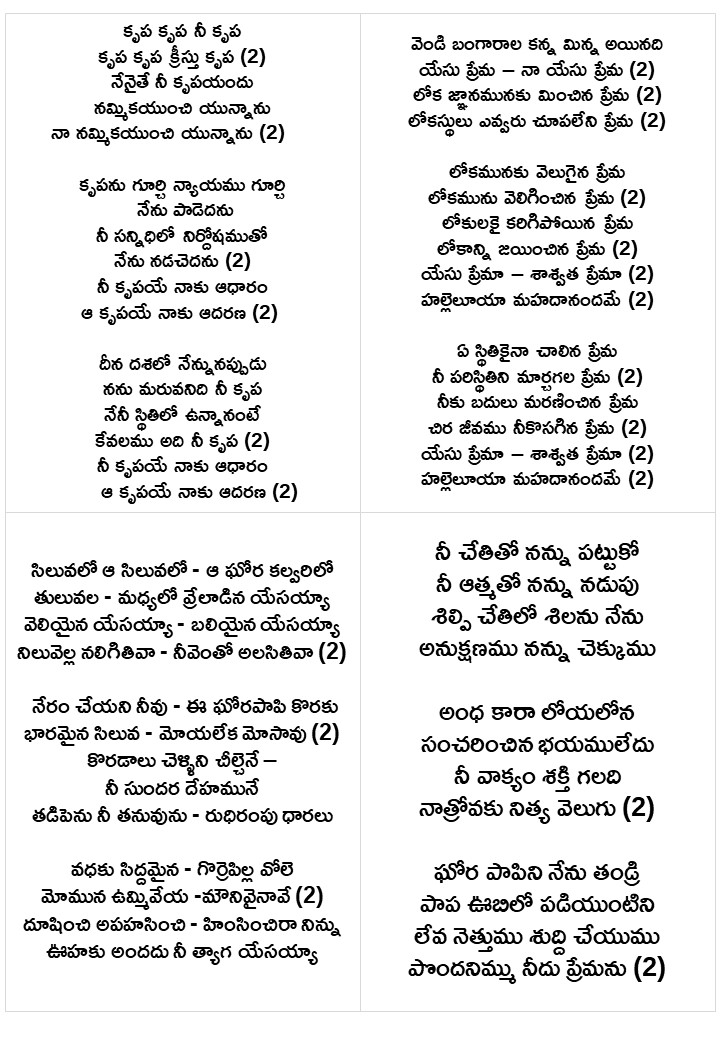 కృప కృప నీ కృప
కృప కృప క్రీస్తు కృప (2)
నేనైతే నీ కృపయందు
నమ్మికయుంచి యున్నాను
నా నమ్మికయుంచి యున్నాను (2)
కృపను గూర్చి న్యాయము గూర్చి
నేను పాడెదను
నీ సన్నిధిలో నిర్దోషముతో
నేను నడచెదను (2)
నీ కృపయే నాకు ఆధారం
ఆ కృపయే నాకు ఆదరణ (2)
దీన దశలో నేన్నునప్పుడు
నను మరువనిది నీ కృప
నేనీ స్థితిలో ఉన్నానంటే
కేవలము అది నీ కృప (2)
నీ కృపయే నాకు ఆధారం
ఆ కృపయే నాకు ఆదరణ (2)
వెండి బంగారాల కన్న మిన్న అయినది
యేసు ప్రేమ – నా యేసు ప్రేమ (2)
లోక జ్ఞానమునకు మించిన ప్రేమ (2)
లోకస్థులు ఎవ్వరు చూపలేని ప్రేమ (2)
లోకమునకు వెలుగైన ప్రేమ
లోకమును వెలిగించిన ప్రేమ (2)
లోకులకై కరిగిపోయిన ప్రేమ
లోకాన్ని జయించిన ప్రేమ (2)
యేసు ప్రేమా – శాశ్వత ప్రేమా (2)
హల్లెలూయా మహదానందమే (2)
ఏ స్థితికైనా చాలిన ప్రేమ
నీ పరిస్థితిని మార్చగల ప్రేమ (2)
నీకు బదులు మరణించిన ప్రేమ
చిర జీవము నీకొసగిన ప్రేమ (2)
యేసు ప్రేమా – శాశ్వత ప్రేమా (2)
హల్లెలూయా మహదానందమే (2)
సిలువలో ఆ సిలువలో - ఆ ఘోర కల్వరిలో
తులువల - మధ్యలో వ్రేలాడిన యేసయ్యా
వెలియైన యేసయ్యా - బలియైన యేసయ్యా
నిలువెల్ల నలిగితివా - నీవెంతో అలసితివా (2)
నేరం చేయని నీవు - ఈ ఘోరపాపి కొరకు
భారమైన సిలువ - మోయలేక మోసావు (2)
కొరడాలు చెళ్ళిని చీల్చెనే –
నీ సుందర దేహమునే
తడిపెను నీ తనువును - రుధిరంపు ధారలు
వధకు సిద్దమైన - గొర్రెపిల్ల వోలె
మోమున ఉమ్మివేయ -మౌనివైనావే (2)
దూషించి అపహసించి - హింసించిరా నిన్ను
ఊహకు అందదు నీ త్యాగ యేసయ్యా
నీ చేతితో నన్ను పట్టుకో
నీ ఆత్మతో నన్ను నడుపు
శిల్పి చేతిలో శిలను నేను
అనుక్షణము నన్ను చెక్కుము
అంధ కారా లోయలోన
సంచరించిన భయములేదు
నీ వాక్యం శక్తి గలది
నాత్రోవకు నిత్య వెలుగు (2)
ఘోర పాపిని నేను తండ్రి
పాప ఊబిలో పడియుంటిని
లేవ నెత్తుము శుద్ది చేయుము
పొందనిమ్ము నీదు ప్రేమను (2)